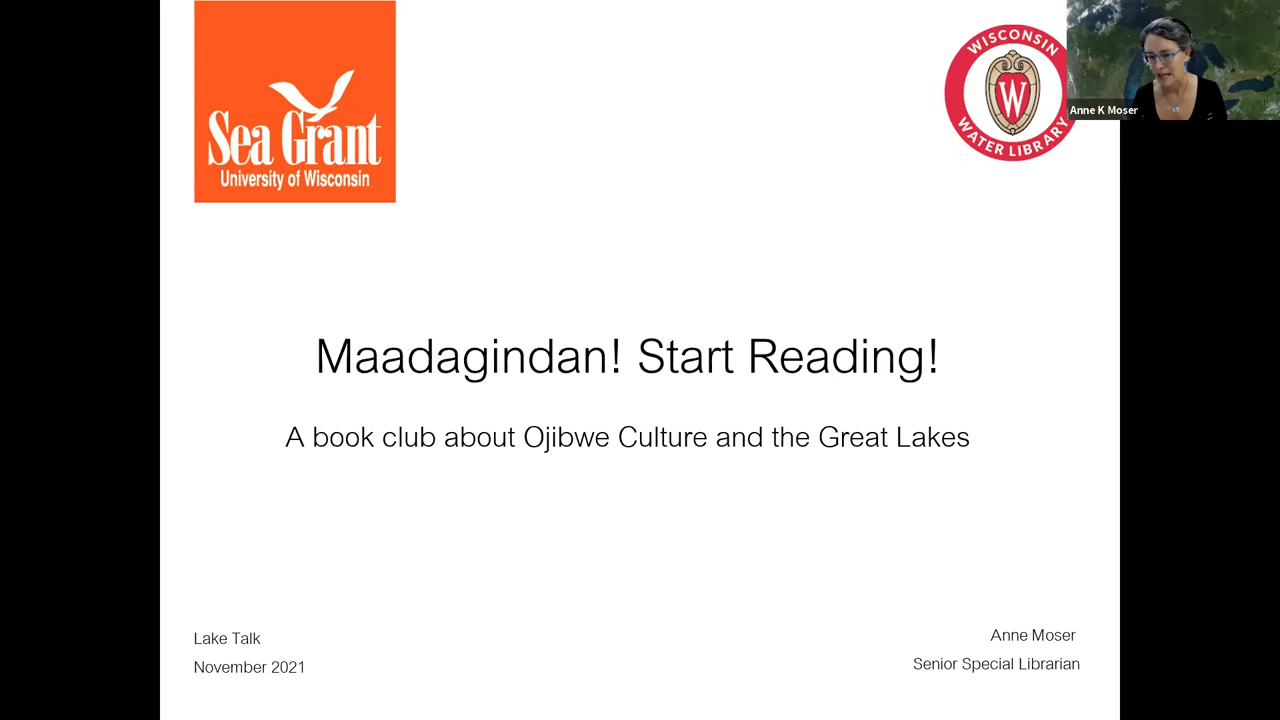 Sea Grant
University of Wisconsin
WISCONSIN
W
WATER LIBRARY
Anne K Moser
Maadagindan! Start Reading!
A book club about Ojibwe Culture and the Great Lakes
Lake Talk
November 2021
Anne Moser
Senior Special Librarian